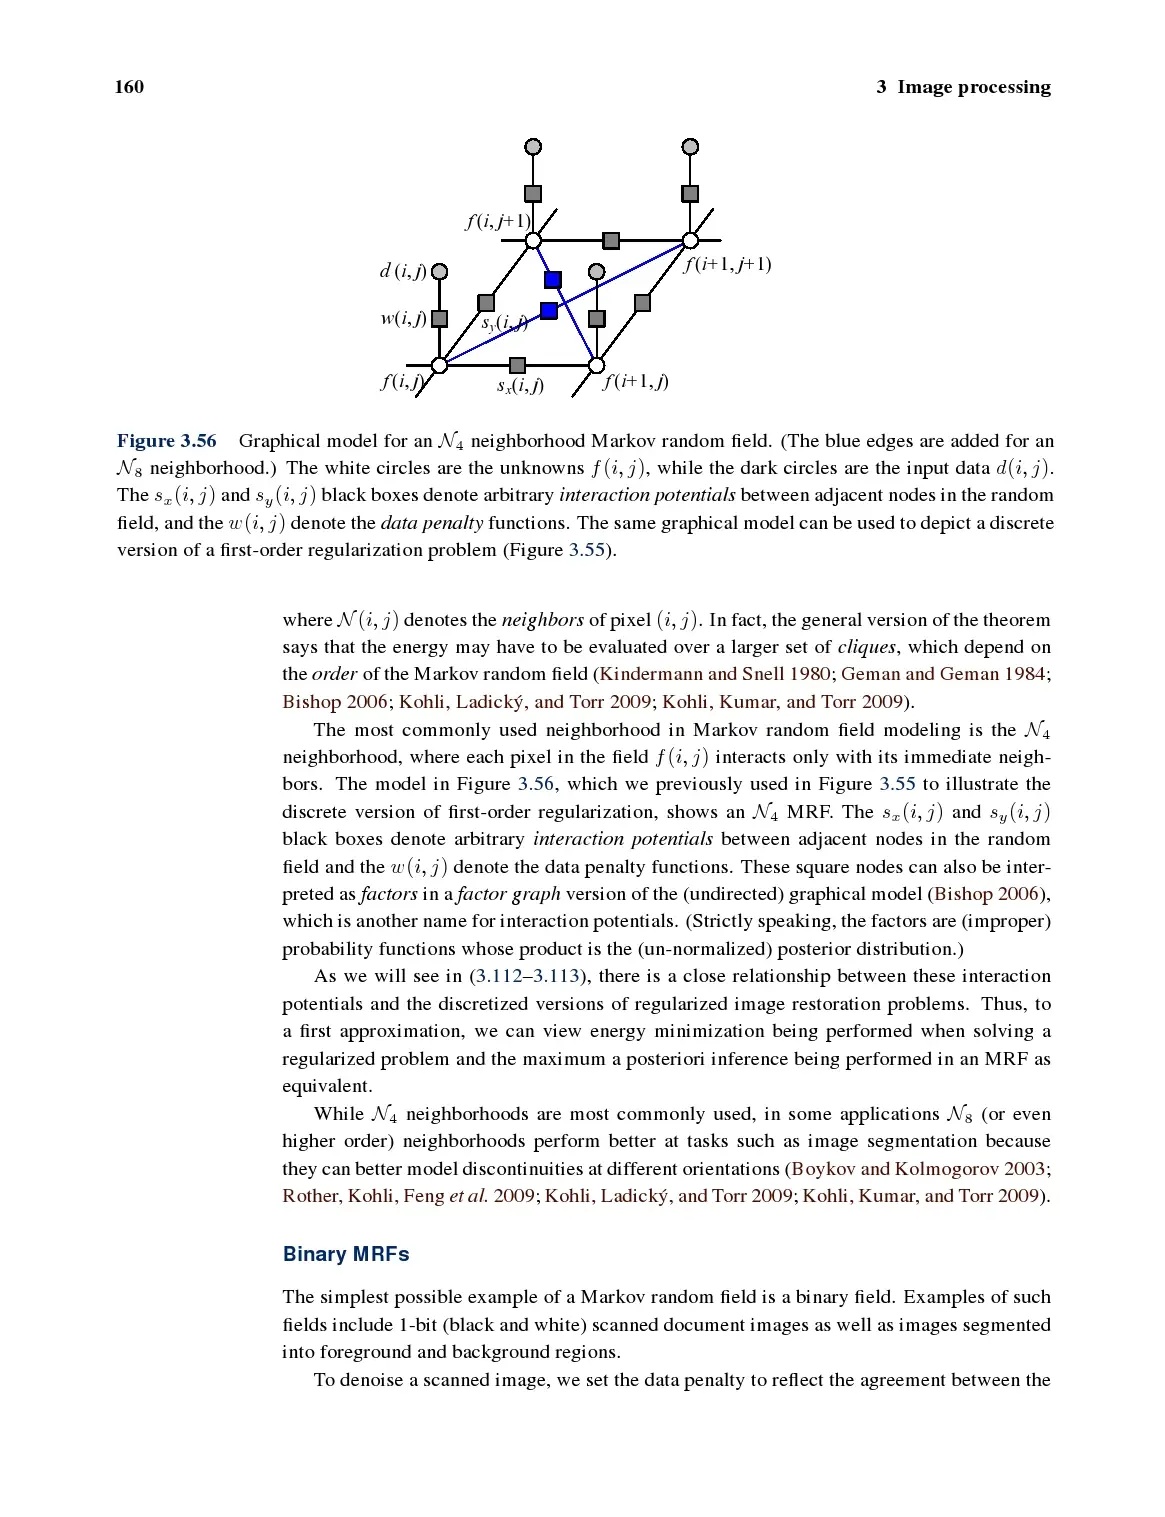 160
3 Image processing
f(i, j+1)
f(i+1, j+1)
d (i, j)
w(i, j)
sy(i, j)
f(i, j)
sx(i, j)
f(i+1, j)
Figure 3.56 Graphical model for an N4 neighborhood Markov random field. (The blue edges are added for an
N8 neighborhood.) The white circles are the unknowns f(i, j), while the dark circles are the input data d(i, j).
The sx(i, j) and sy(i, j) black boxes denote arbitrary interaction potentials between adjacent nodes in the random
field, and the w(i, j) denote the data penalty functions. The same graphical model can be used to depict a discrete
version of a first-order regularization problem (Figure 3.55).
where N(i, j) denotes the neighbors of pixel (i, j). In fact, the general version of the theorem
says that the energy may have to be evaluated over a larger set of cliques, which depend on
the order of the Markov random field (Kindermann and Snell 1980; Geman and Geman 1984;
Bishop 2006; Kohli, Ladický, and Torr 2009; Kohli, Kumar, and Torr 2009).
The most commonly used neighborhood in Markov random field modeling is the N4
neighborhood, where each pixel in the field f(i, j) interacts only with its immediate neigh-
bors. The model in Figure 3.56, which we previously used in Figure 3.55 to illustrate the
discrete version of first-order regularization, shows an N4 MRF. The sx(i, j) and sy(i, j)
black boxes denote arbitrary interaction potentials between adjacent nodes in the random
field and the w(i, j) denote the data penalty functions. These square nodes can also be inter-
preted as factors in a factor graph version of the (undirected) graphical model (Bishop 2006),
which is another name for interaction potentials. (Strictly speaking, the factors are (improper)
probability functions whose product is the (un-normalized) posterior distribution.)
As we will see in (3.112–3.113), there is a close relationship between these interaction
potentials and the discretized versions of regularized image restoration problems. Thus, to
a first approximation, we can view energy minimization being performed when solving a
regularized problem and the maximum a posteriori inference being performed in an MRF as
equivalent.
While N4 neighborhoods are most commonly used, in some applications N8 (or even
higher order) neighborhoods perform better at tasks such as image segmentation because
they can better model discontinuities at different orientations (Boykov and Kolmogorov 2003;
Rother, Kohli, Feng et al. 2009; Kohli, Ladický, and Torr 2009; Kohli, Kumar, and Torr 2009).
Binary MRFs
The simplest possible example of a Markov random field is a binary field. Examples of such
fields include 1-bit (black and white) scanned document images as well as images segmented
into foreground and background regions.
To denoise a scanned image, we set the data penalty to reflect the agreement between the